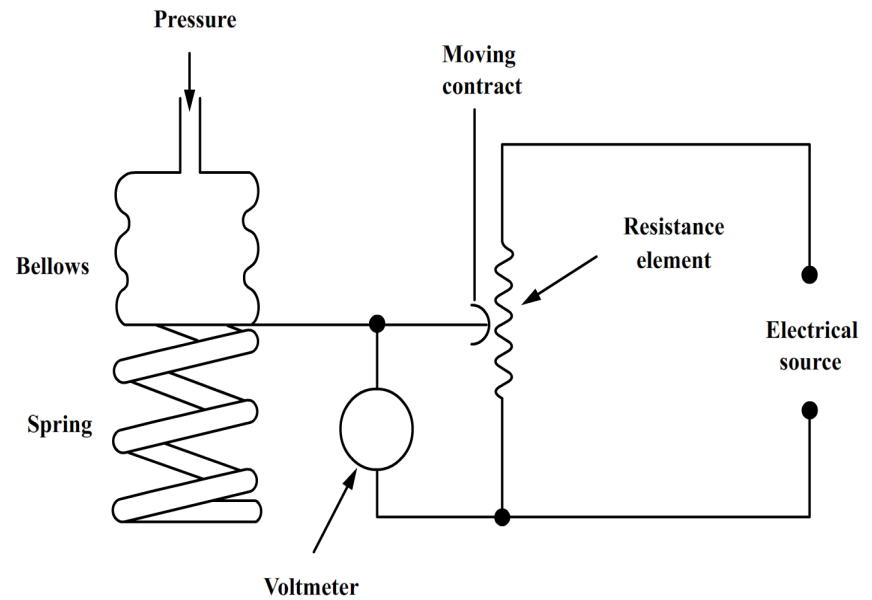 Pressure
Moving
contract
Resistance
element
Bellows
Electrical
source
Spring
Voltmeter